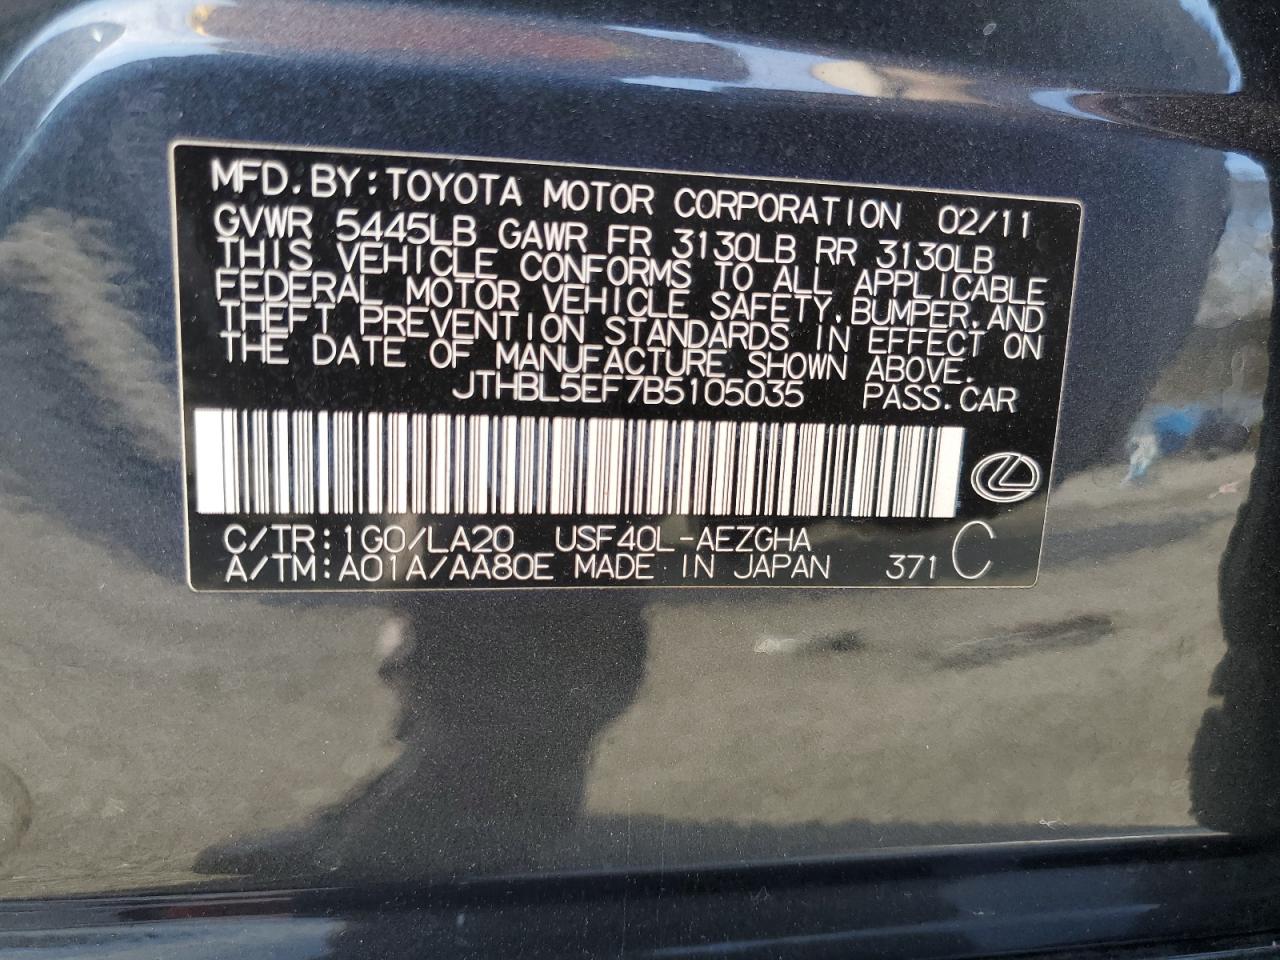 MFD.BY:TOYOTA MOTOR CORPORATION 02/11
GVWR 5445LB GAWR FR 3130LB RR 3130LB
THIS VEHICLE CONFORMS TO ALL APPLICABLE
FEDERAL MOTOR VEHICLE SAFETY,BUMPER,AND
THEFT PREVENTION STANDARDS IN EFFECT ON
THE DATE OF MANUFACTURE SHOWN ABOVE.
JTHBL5EF7B5105035 PASS.CAR
C/TR:1G0/LA20 USF40L-AEZGHA
A/TM:A01A/AA80E MADE IN JAPAN 371 C